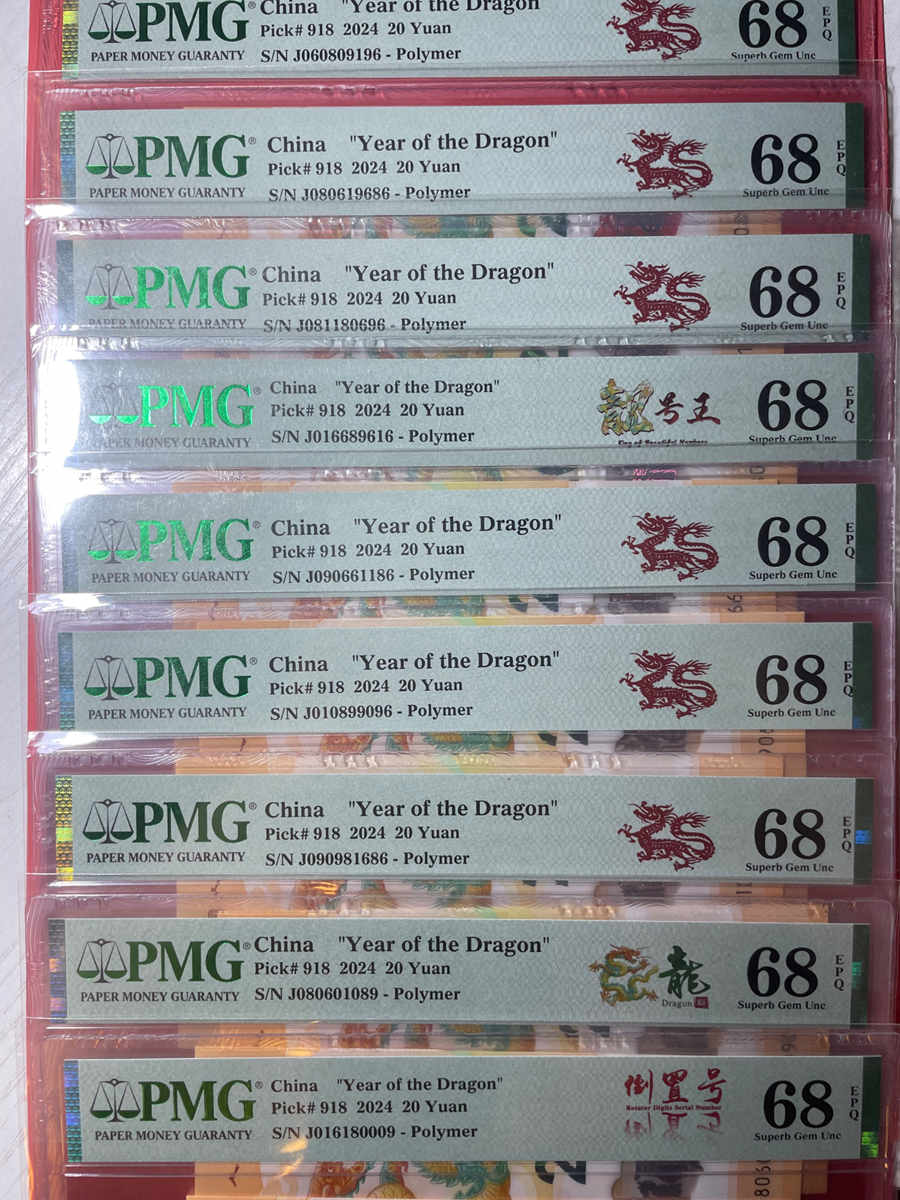 PMG China "Year of the Dragon" 68 EPQ
Pick# 918 2024 20 Yuan
PAPER MONEY GUARANTY S/N J060809196 - Polymer Superb Gem Unc
PMG® China "Year of the Dragon" 68 EPQ
Pick# 918 2024 20 Yuan
PAPER MONEY GUARANTY S/N J080619686 - Polymer Superb Gem Unc
PMG® China "Year of the Dragon" 68 EPQ
Pick# 918 2024 20 Yuan
PAPER MONEY GUARANTY S/N J081180696 - Polymer Superb Gem Unc
PMG® China "Year of the Dragon" 龍号王 68 EPQ
Pick# 918 2024 20 Yuan
PAPER MONEY GUARANTY S/N J016689616 - Polymer King of Beautiful Numbers Superb Gem Unc
PMG® China "Year of the Dragon" 68 EPQ
Pick# 918 2024 20 Yuan
PAPER MONEY GUARANTY S/N J090661186 - Polymer Superb Gem Unc
PMG® China "Year of the Dragon" 68 EPQ
Pick# 918 2024 20 Yuan
PAPER MONEY GUARANTY S/N J010899096 - Polymer Superb Gem Unc
PMG® China "Year of the Dragon" 68 EPQ
Pick# 918 2024 20 Yuan
PAPER MONEY GUARANTY S/N J090981686 - Polymer Superb Gem Unc
PMG® China "Year of the Dragon" 龍 68 EPQ
Pick# 918 2024 20 Yuan
PAPER MONEY GUARANTY S/N J080601089 - Polymer Dragon Superb Gem Unc
PMG® China "Year of the Dragon" 倒置号 68 EPQ
Pick# 918 2024 20 Yuan Rotator Digits Serial Number
PAPER MONEY GUARANTY S/N J016180009 - Polymer 倒置号 Superb Gem Unc